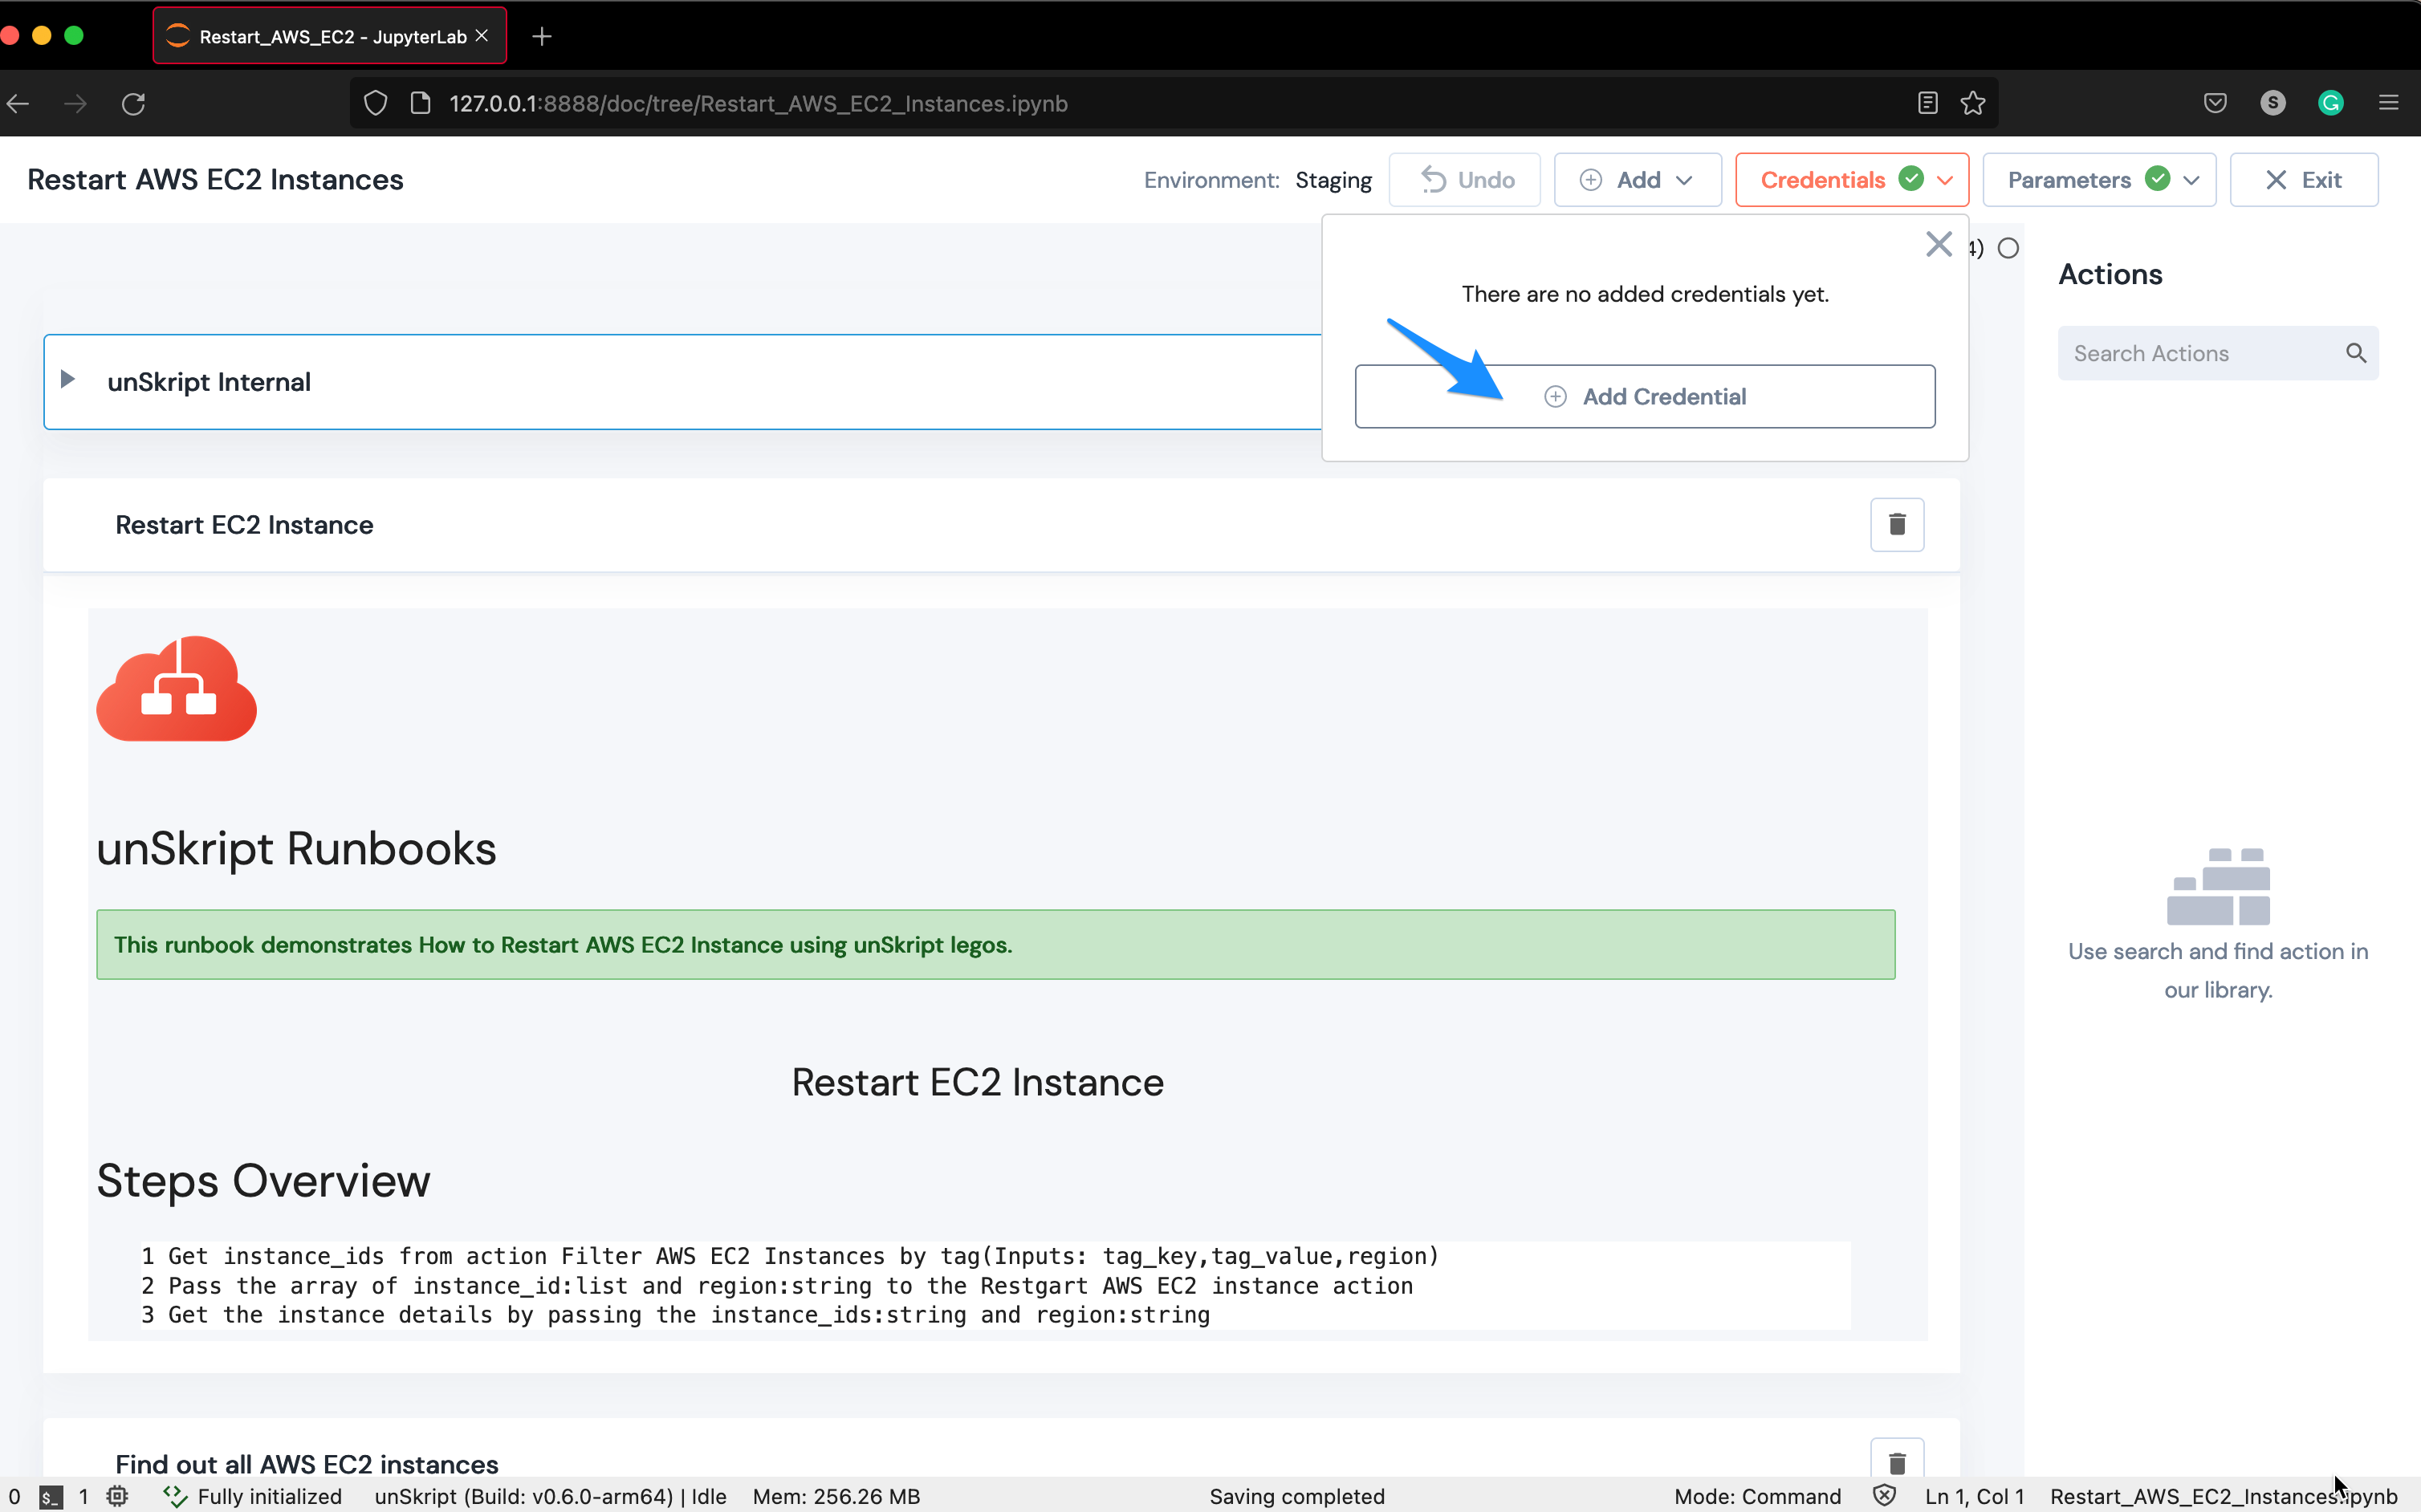 Restart_AWS_EC2 - JupyterLab
127.0.0.1:8888/doc/tree/Restart_AWS_EC2_Instances.ipynb
S
G
Restart AWS EC2 Instances
Environment: Staging
Undo
Add
Credentials
Parameters
Exit
4)
There are no added credentials yet.
Add Credential
Actions
Search Actions
unSkript Internal
Restart EC2 Instance
unSkript Runbooks
This runbook demonstrates How to Restart AWS EC2 Instance using unSkript legos.
Use search and find action in
our library.
Restart EC2 Instance
Steps Overview
1 Get instance_ids from action Filter AWS EC2 Instances by tag(Inputs: tag_key,tag_value,region)
2 Pass the array of instance_id:list and region:string to the Restgart AWS EC2 instance action
3 Get the instance details by passing the instance_ids:string and region:string
Find out all AWS EC2 instances
0 $_ 1 Fully initialized unSkript (Build: v0.6.0-arm64) | Idle Mem: 256.26 MB Saving completed Mode: Command Ln 1, Col 1 Restart_AWS_EC2_Instances.ipynb